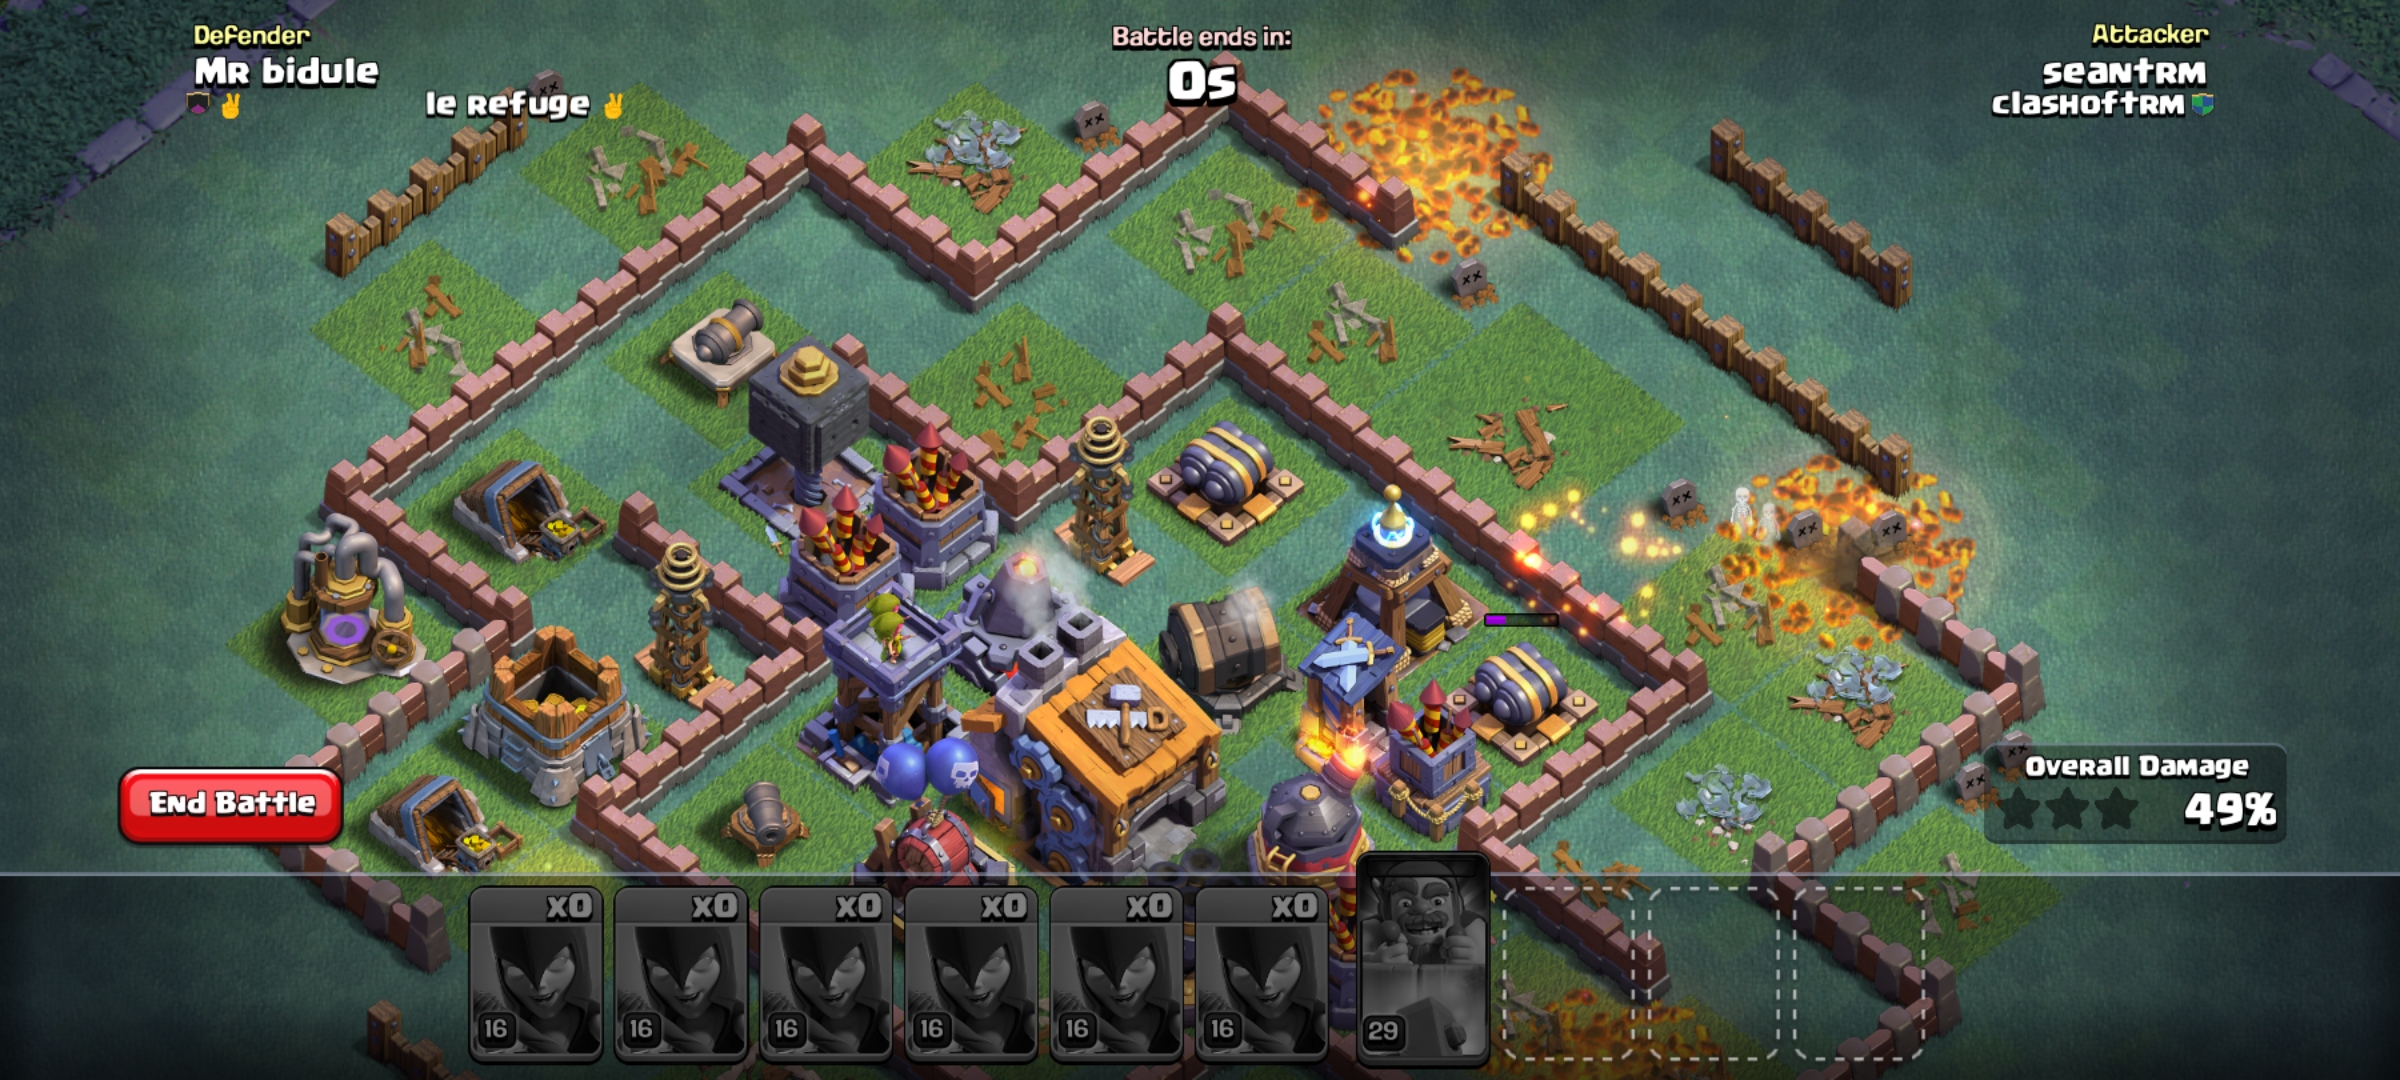 Defender
MR bidule
✌️
le Refuge ✌️
Battle ends in:
0s
Attacker
seantRM
clashoftRM
End Battle
Overall Damage
49%
x0 x0 x0 x0 x0 x0
16 16 16 16 16 16 29